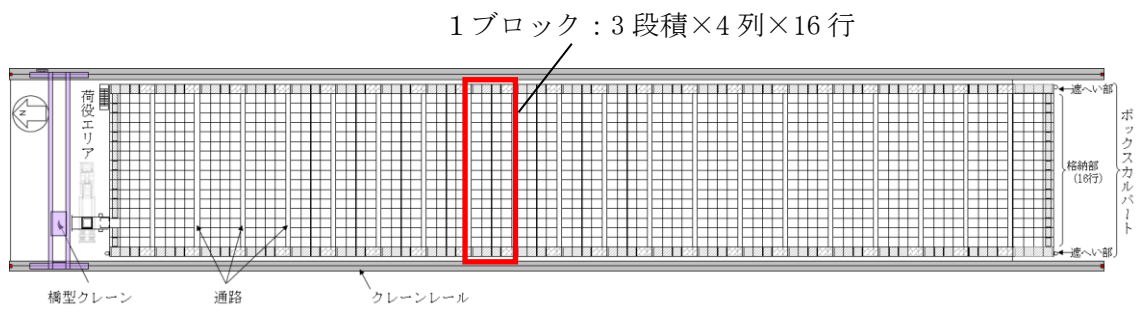 1ブロック：3段積×4列×16行
荷役エリア
N
遮へい部
格納部
(16行)
ボックスカルバート
遮へい部
橋型クレーン
通路
クレーンレール